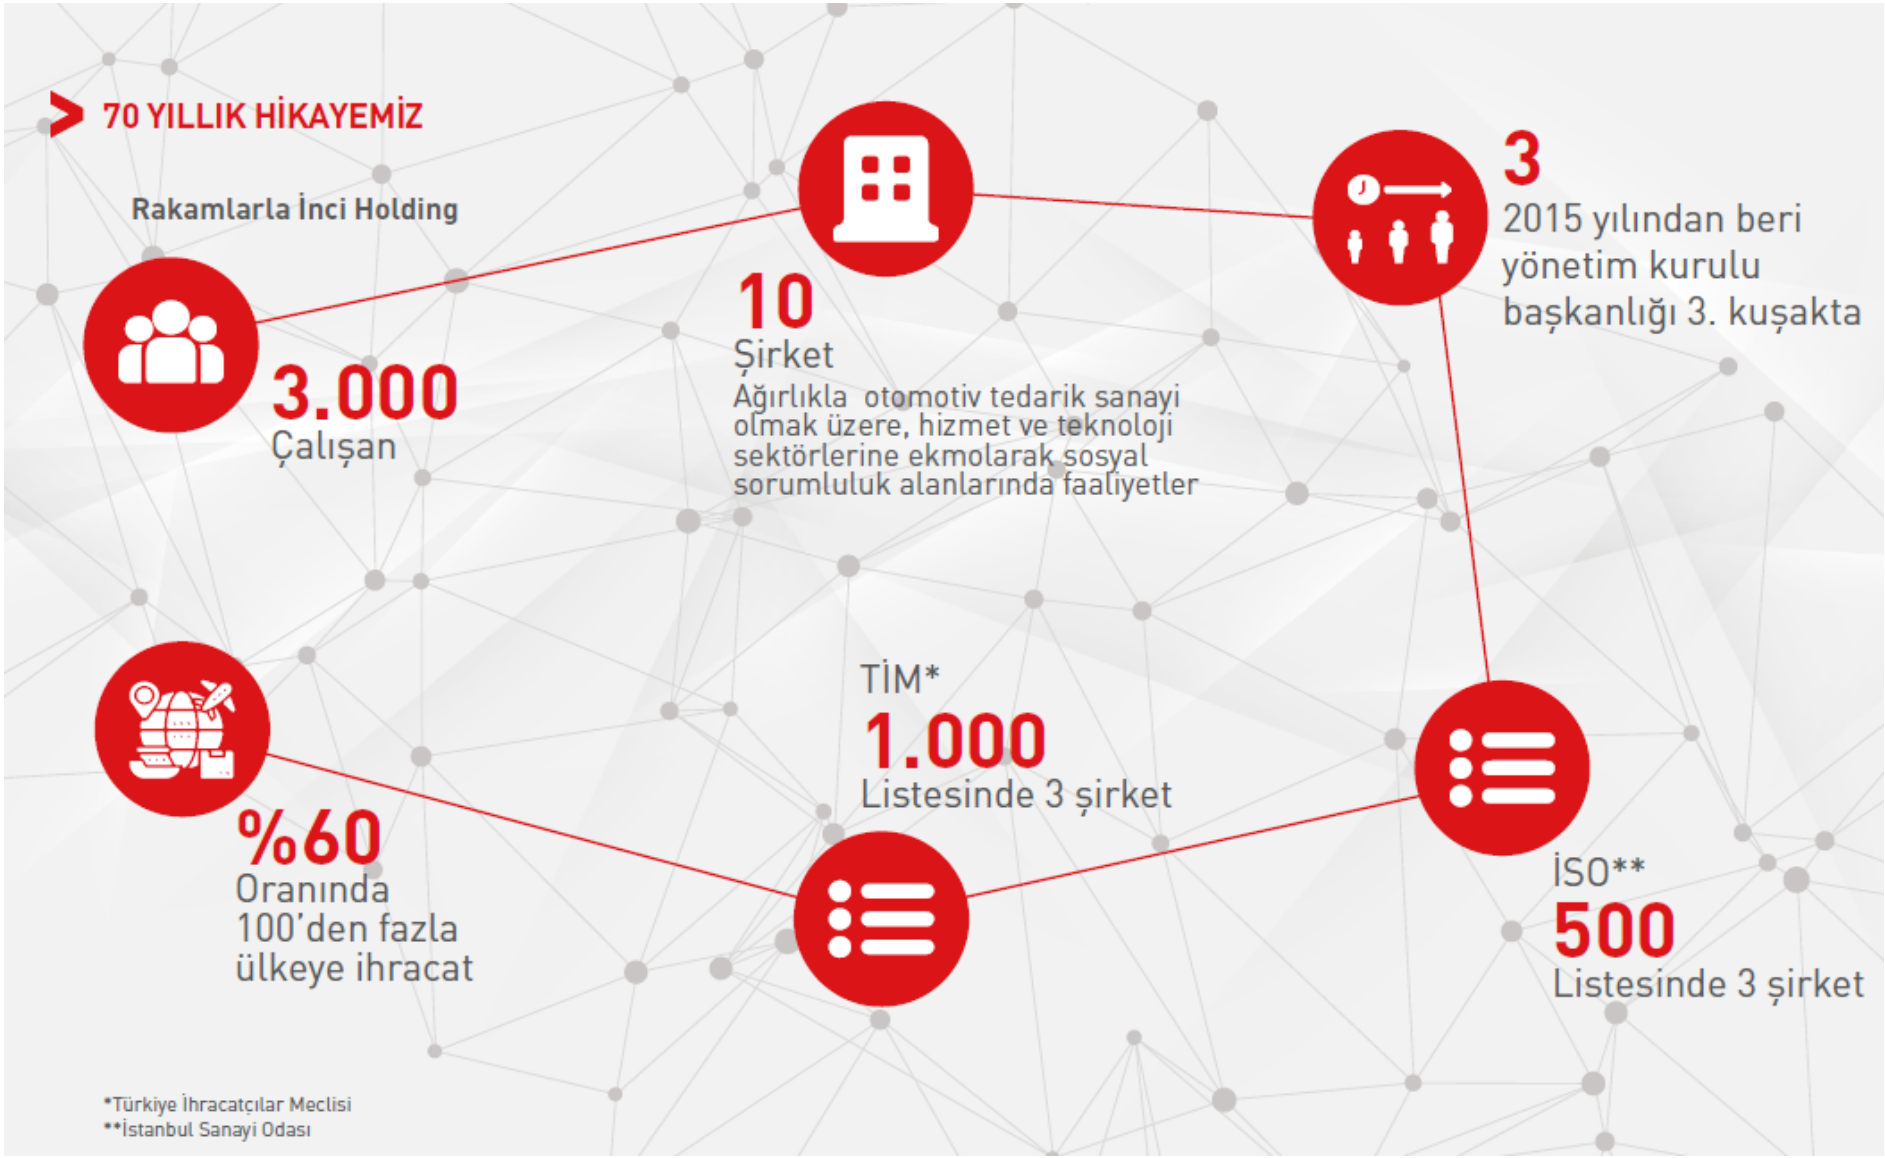 70 YILLIK HİKAYEMİZ
Rakamlarla İnci Holding
3.000
Çalışan
10
Şirket
Ağırlıkla otomotiv tedarik sanayi
olmak üzere, hizmet ve teknoloji
sektörlerine ekmolarak sosyal
sorumluluk alanlarında faaliyetler
3
2015 yılından beri
yönetim kurulu
başkanlığı 3. kuşakta
%60
Oranında
100’den fazla
ülkeye ihracat
TİM*
1.000
Listesinde 3 şirket
İSO**
500
Listesinde 3 şirket
*Türkiye İhracatçılar Meclisi
**İstanbul Sanayi Odası